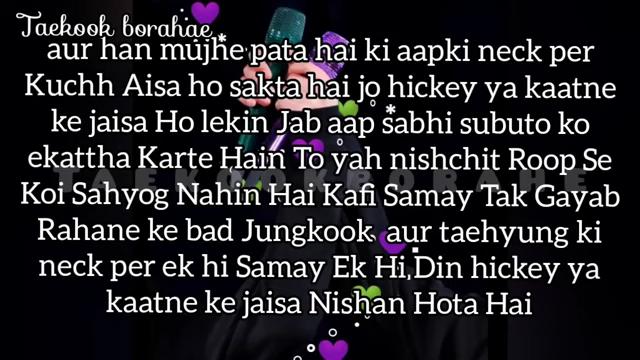 Taekook borahae
aur han mujhe pata hai ki aapki neck per
Kuchh Aisa ho sakta hai jo hickey ya kaatne
ke jaisa Ho lekin Jab aap sabhi subuto ko
ekattha Karte Hain To yah nishchit Roop Se
TAEKOOKBORAHAE
Koi Sahyog Nahin Hai Kafi Samay Tak Gayab
Rahane ke bad Jungkook aur taehyung ki
neck per ek hi Samay Ek Hi,Din hickey ya
kaatne ke jaisa Nishan Hota Hai